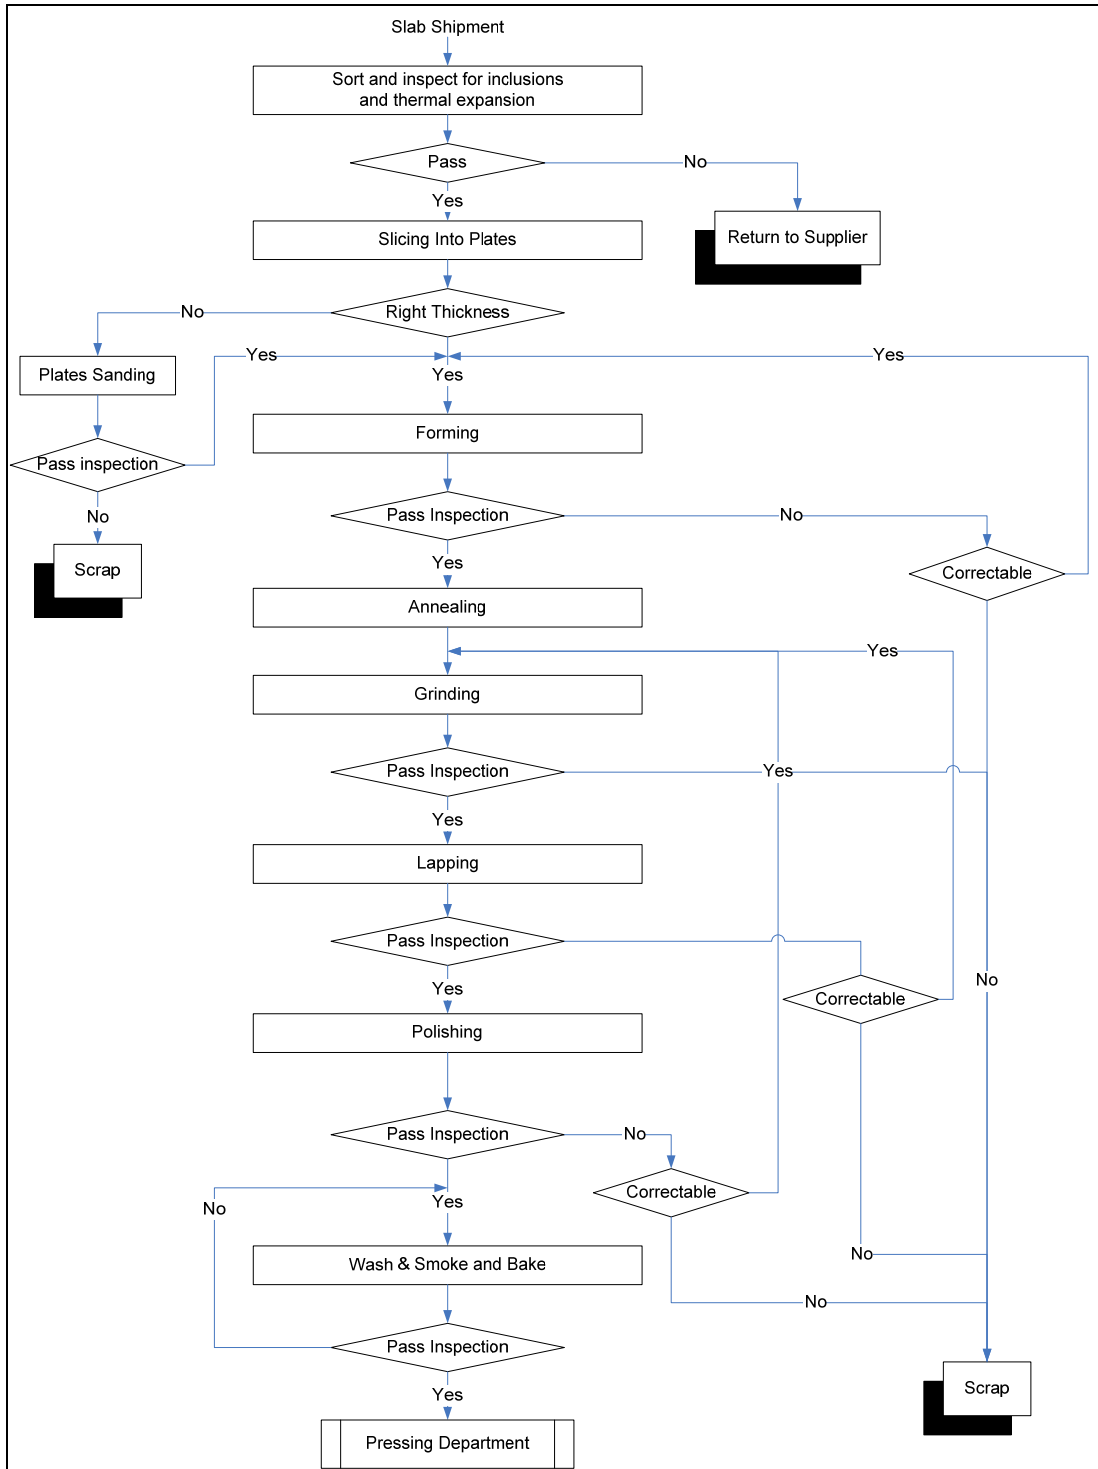 Slab Shipment
Sort and inspect for inclusions
and thermal expansion
Pass
No
Yes
Slicing Into Plates
Return to Supplier
No
Right Thickness
Yes
Yes
Yes
Plates Sanding
Forming
Pass inspection
No
Pass Inspection
No
Yes
Scrap
Correctable
Annealing
Yes
Grinding
Pass Inspection
Yes
Yes
Lapping
Pass Inspection
No
Yes
Correctable
Polishing
Pass Inspection
No
Correctable
No
Yes
No
Wash & Smoke and Bake
No
Pass Inspection
Yes
Scrap
Pressing Department